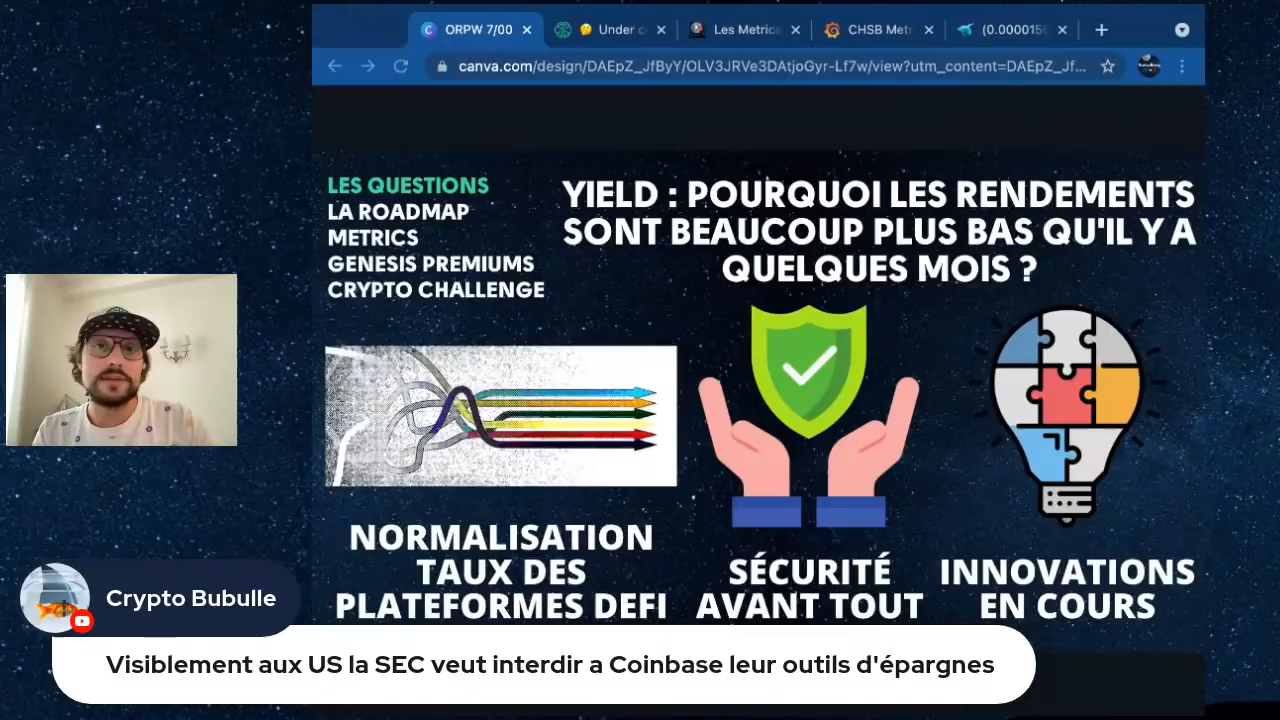 ORPW 7/00
Under c
Les Metrics
CHSB Met
(0.0000158
canva.com/design/DAEpZ_JfByY/OLV3JRVe3DAtjoGyr-Lf7w/view?utm_content=DAEpZ_Jf...
LES QUESTIONS
LA ROADMAP
METRICS
GENESIS PREMIUMS
CRYPTO CHALLENGE
YIELD : POURQUOI LES RENDEMENTS
SONT BEAUCOUP PLUS BAS QU'IL Y A
QUELQUES MOIS ?
NORMALISATION
TAUX DES
PLATEFORMES DEFI
SÉCURITÉ
AVANT TOUT
INNOVATIONS
EN COURS
Crypto Bubulle
Visiblement aux US la SEC veut interdir a Coinbase leur outils d'épargnes